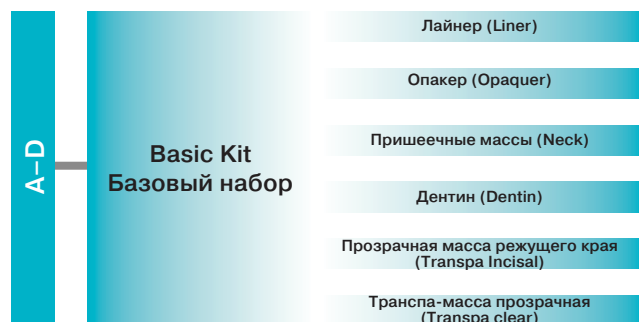 A–D
Basic Kit
Базовый набор
Лайнер (Liner)
Опакер (Opaquer)
Пришеечные массы (Neck)
Дентин (Dentin)
Прозрачная масса режущего края
(Transpa Incisal)
Транспа-масса прозрачная
(Transpa clear)